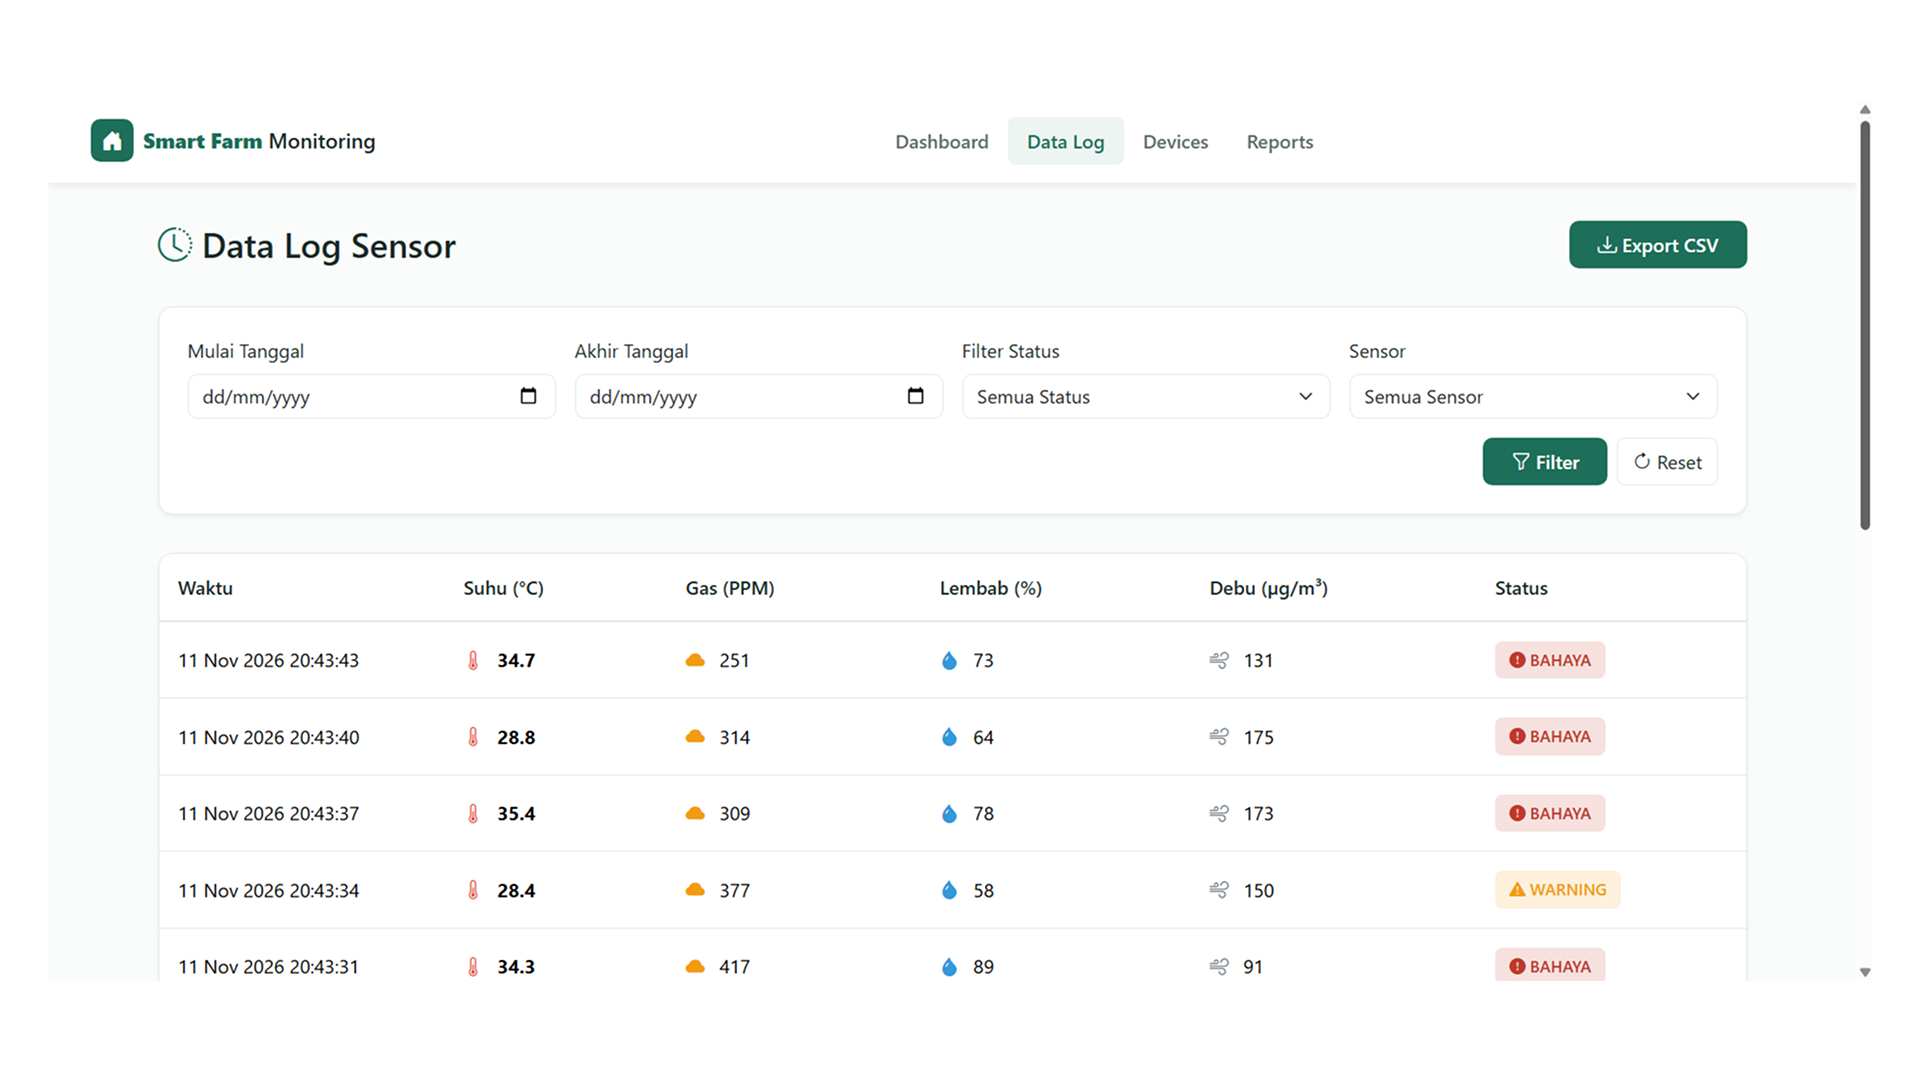 Smart Farm Monitoring
Dashboard Data Log Devices Reports
Data Log Sensor
Export CSV
Mulai Tanggal Akhir Tanggal Filter Status Sensor
dd/mm/yyyy dd/mm/yyyy Semua Status Semua Sensor
Filter Reset
Waktu Suhu (°C) Gas (PPM) Lembab (%) Debu (µg/m³) Status
11 Nov 2026 20:43:43 34.7 251 73 131 BAHAYA
11 Nov 2026 20:43:40 28.8 314 64 175 BAHAYA
11 Nov 2026 20:43:37 35.4 309 78 173 BAHAYA
11 Nov 2026 20:43:34 28.4 377 58 150 WARNING
11 Nov 2026 20:43:31 34.3 417 89 91 BAHAYA